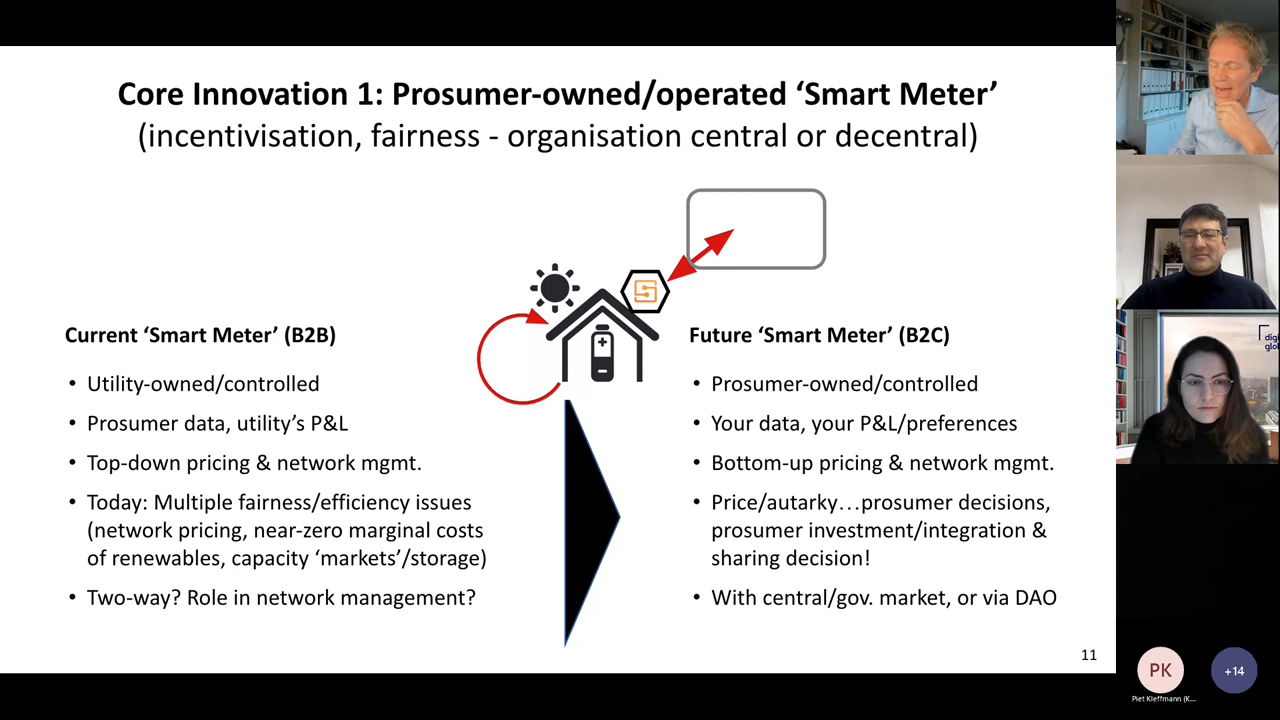 Core Innovation 1: Prosumer-owned/operated ‘Smart Meter’
(incentivisation, fairness - organisation central or decentral)
Current ‘Smart Meter’ (B2B)
• Utility-owned/controlled
• Prosumer data, utility’s P&L
• Top-down pricing & network mgmt.
• Today: Multiple fairness/efficiency issues
(network pricing, near-zero marginal costs
of renewables, capacity ‘markets’/storage)
• Two-way? Role in network management?
Future ‘Smart Meter’ (B2C)
• Prosumer-owned/controlled
• Your data, your P&L/preferences
• Bottom-up pricing & network mgmt.
• Price/autarky…prosumer decisions,
prosumer investment/integration &
sharing decision!
• With central/gov. market, or via DAO
11
digi
glo
PK
+14
Piet Kleffmann (K...